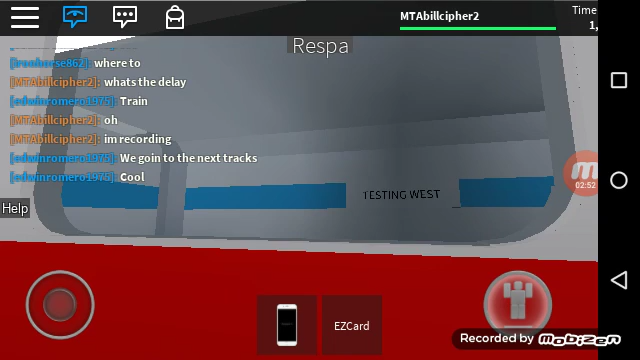 MTAbillcipher2
Time
1,
Respa
[ironhorse862]: where to
[MTAbillcipher2]: whats the delay
[edwinromero1975]: Train
[MTAbillcipher2]: oh
[MTAbillcipher2]: im recording
[edwinromero1975]: We goin to the next tracks
[edwinromero1975]: Cool
TESTING WEST
02:52
Help
EZCard
Recorded by Mobizen